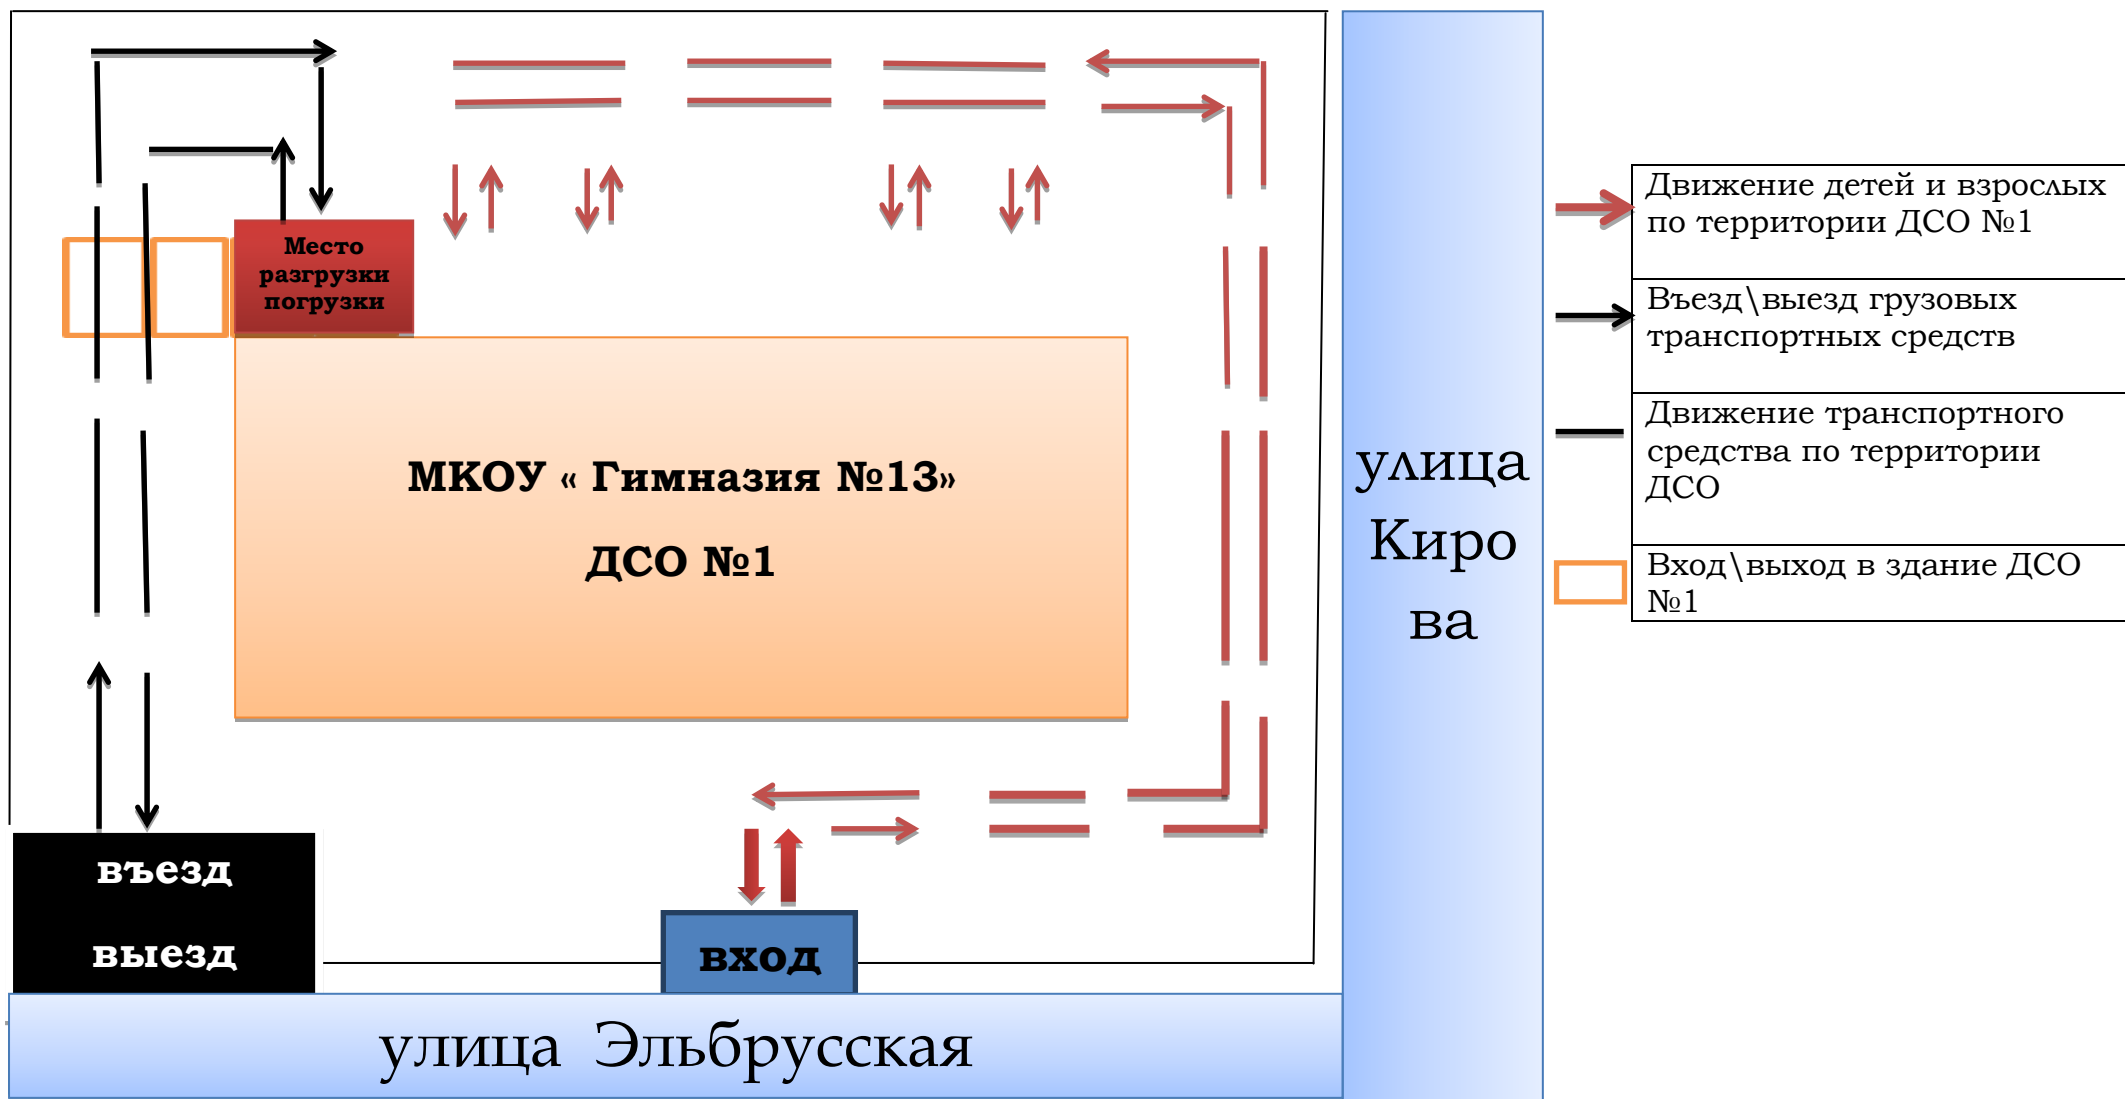 Место
разгрузки
погрузки
МКОУ « Гимназия №13»
ДСО №1
въезд
выезд
вход
улица Эльбрусская
улица
Киро
ва
Движение детей и взрослых
по территории ДСО №1
Въезд\выезд грузовых
транспортных средств
Движение транспортного
средства по территории
ДСО
Вход\выход в здание ДСО
№1